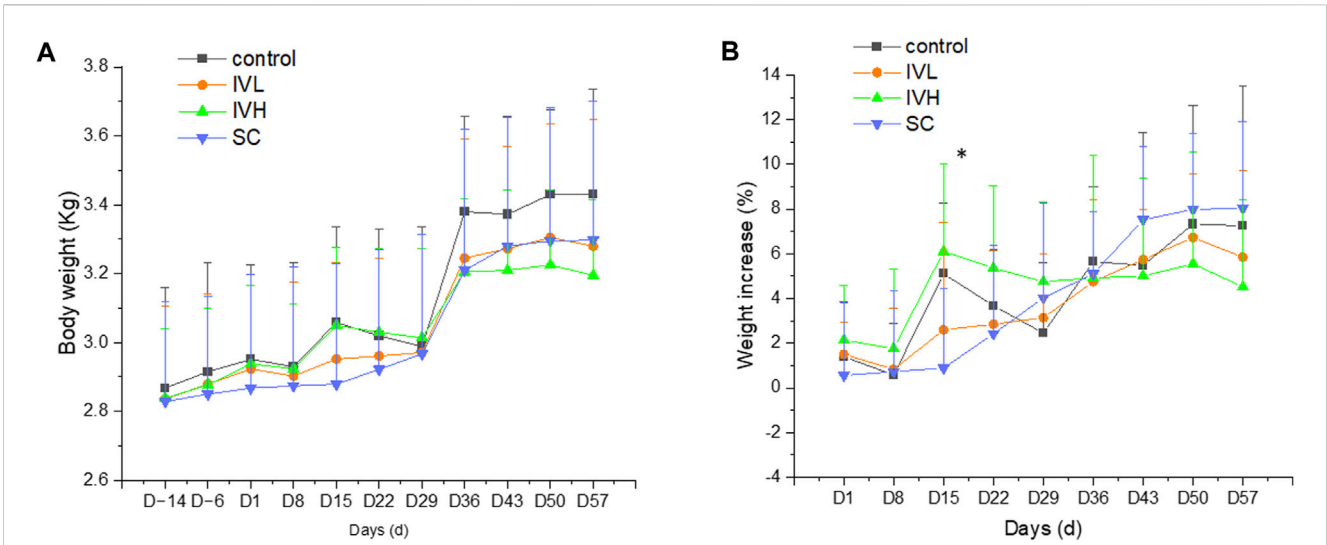 A
control
IVL
IVH
SC
3.8
3.6
3.4
3.2
3.0
2.8
2.6
Body weight (Kg)
D−14 D−6 D1 D8 D15 D22 D29 D36 D43 D50 D57
Days (d)
B
control
IVL
IVH
SC
14
12
10
8
6
4
2
0
-2
-4
Weight increase (%)
*
D1 D8 D15 D22 D29 D36 D43 D50 D57
Days (d)